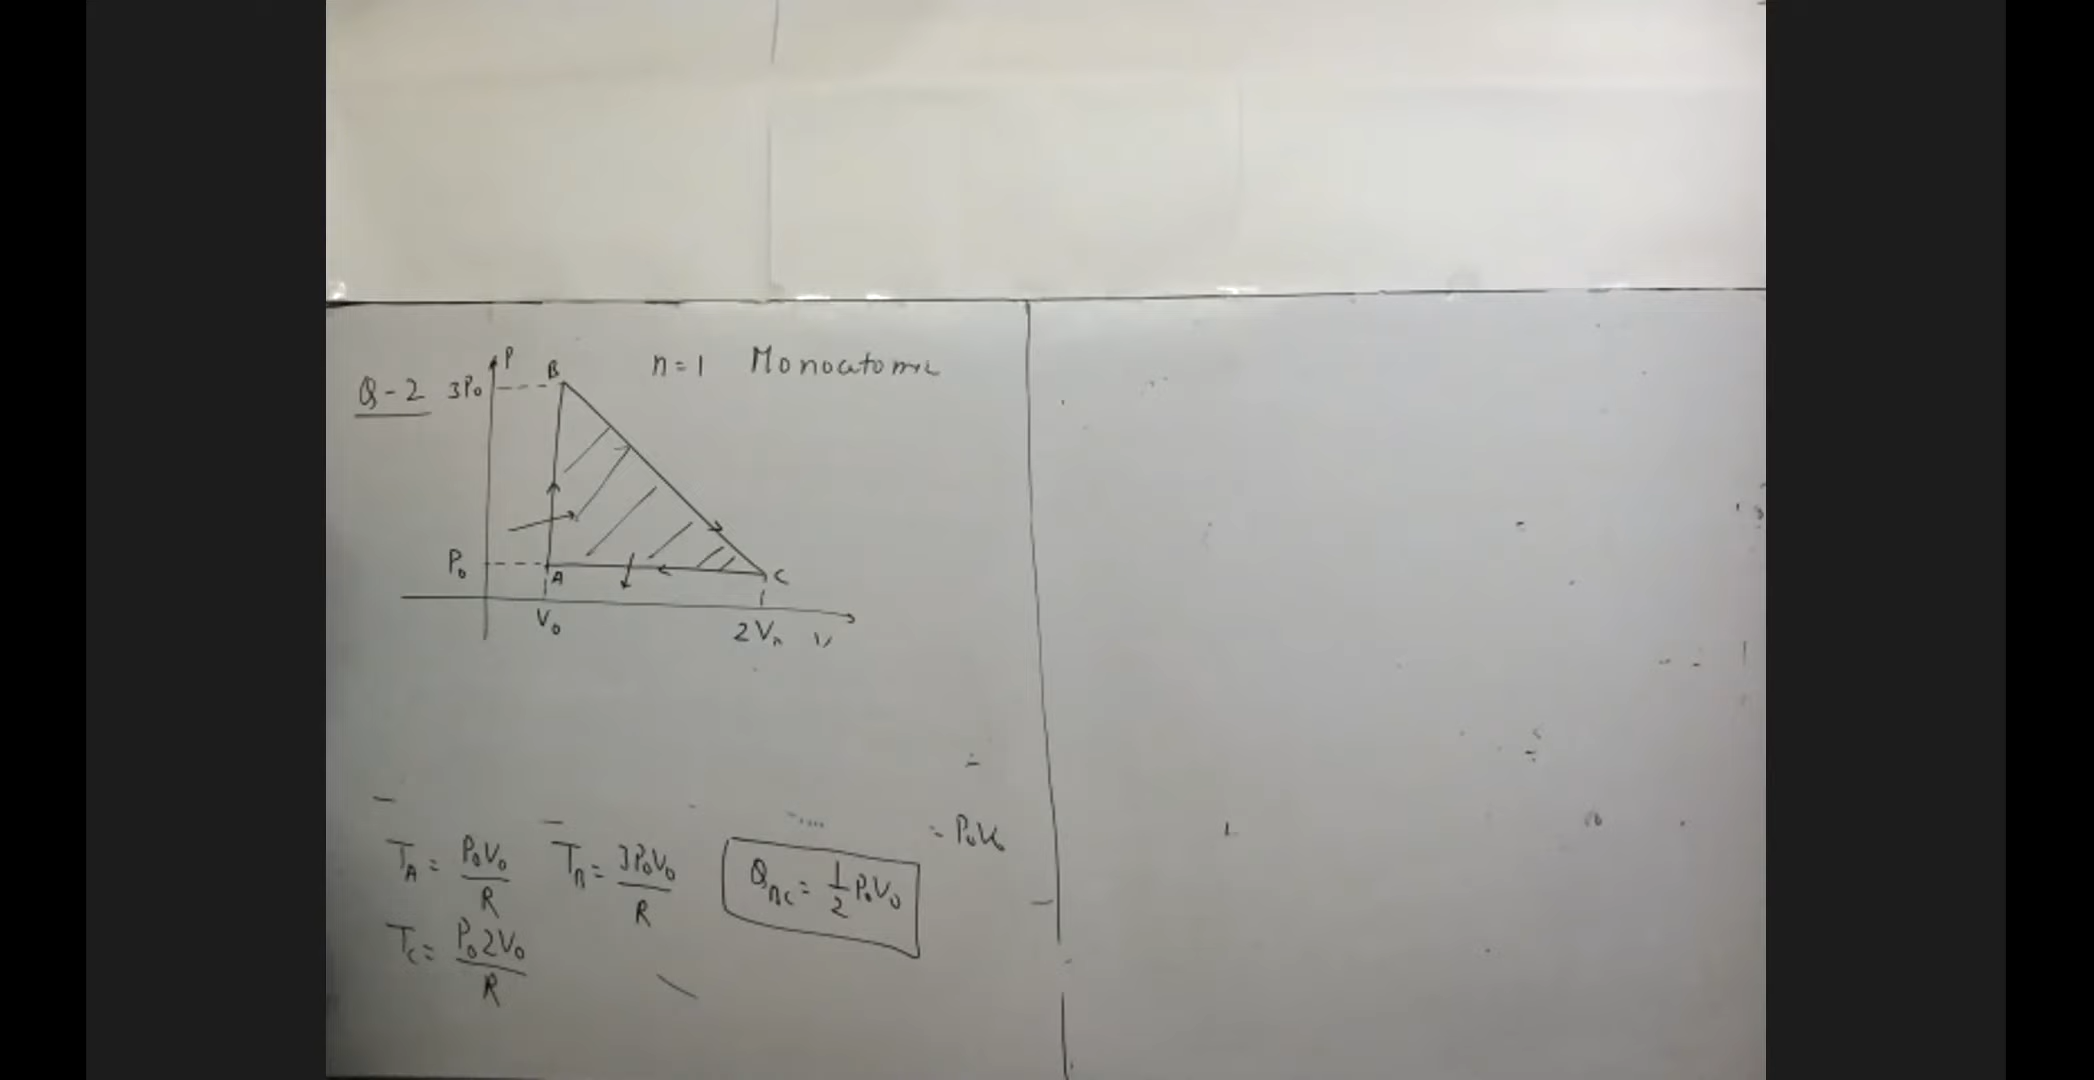 Q-2
P
3P₀
B
n=1 Monoatomic
P₀
A
C
V₀
2V₀
V
= P₀V₀
T_A = P₀V₀/R
T_B = 3P₀V₀/R
Q_BC = 1/2 P₀V₀
T_C = P₀2V₀/R